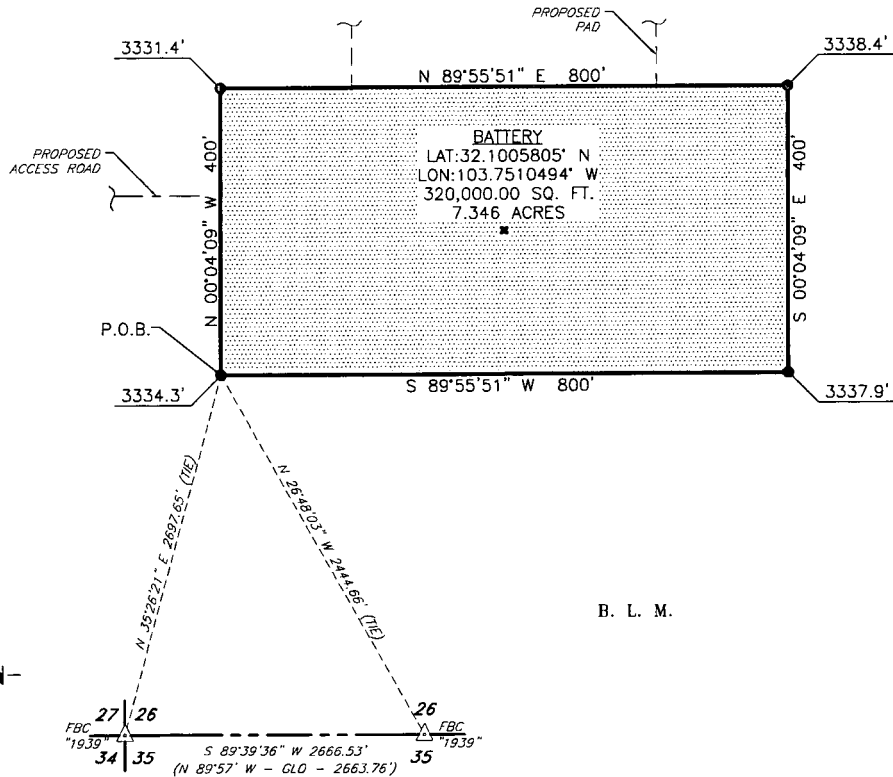 PROPOSED
PAD
3331.4'
3338.4'
N 89°55'51" E 800'
PROPOSED
ACCESS ROAD
N 00°04'09" W 400'
BATTERY
LAT:32.1005805° N
LON:103.7510494° W
320,000.00 SQ. FT.
7.346 ACRES
S 00°04'09" E 400'
P.O.B.
3334.3'
S 89°55'51" W 800'
3337.9'
N 35°26'21" E 2697.65' (TIE)
N 26°48'03" W 2444.66' (TIE)
B. L. M.
27 26
FBC
"1939"
34 35
S 89°39'36" W 2666.53'
(N 89°57' W - GLO - 2663.76')
26
FBC
"1939"
35